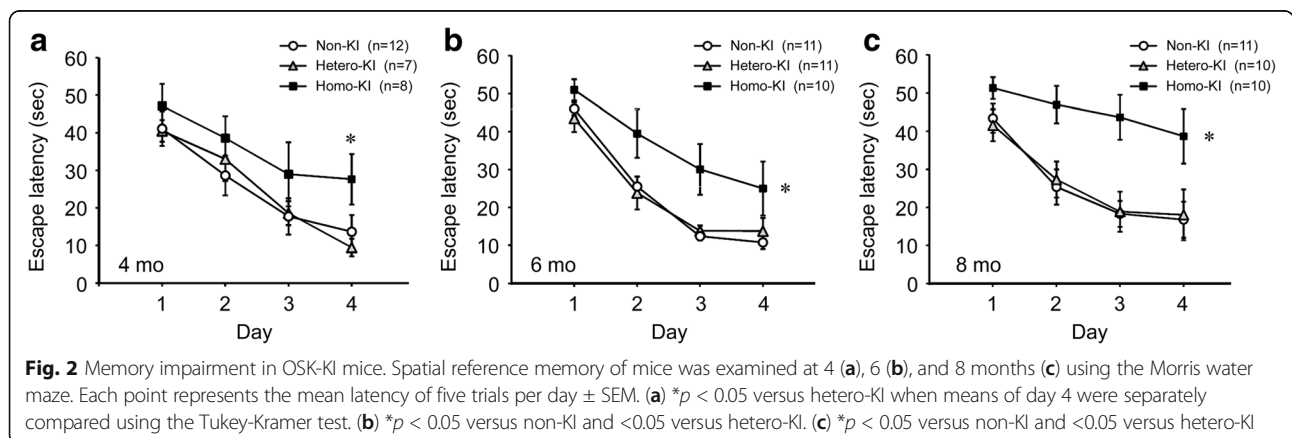 a
Non-KI (n=12)
Hetero-KI (n=7)
Homo-KI (n=8)
60
50
40
30
20
10
0
Escape latency (sec)
*
4 mo
1 2 3 4
Day
b
Non-KI (n=11)
Hetero-KI (n=11)
Homo-KI (n=10)
60
50
40
30
20
10
0
Escape latency (sec)
*
6 mo
1 2 3 4
Day
c
Non-KI (n=11)
Hetero-KI (n=10)
Homo-KI (n=10)
60
50
40
30
20
10
0
Escape latency (sec)
*
8 mo
1 2 3 4
Day
Fig. 2 Memory impairment in OSK-KI mice. Spatial reference memory of mice was examined at 4 (a), 6 (b), and 8 months (c) using the Morris water
maze. Each point represents the mean latency of five trials per day ± SEM. (a) *p < 0.05 versus hetero-KI when means of day 4 were separately
compared using the Tukey-Kramer test. (b) *p < 0.05 versus non-KI and <0.05 versus hetero-KI. (c) *p < 0.05 versus non-KI and <0.05 versus hetero-KI